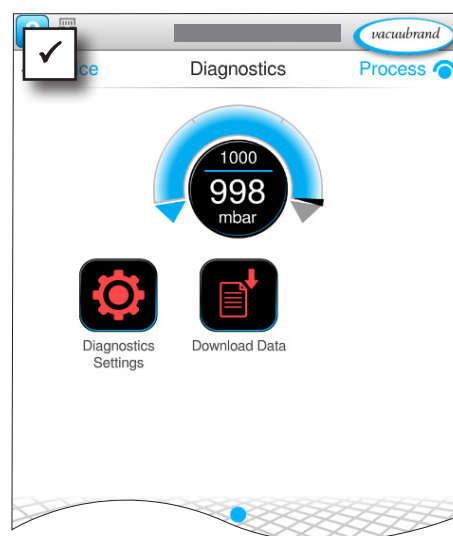 vacuubrand
ce
Diagnostics
Process
1000
998
mbar
Diagnostics
Settings
Download Data